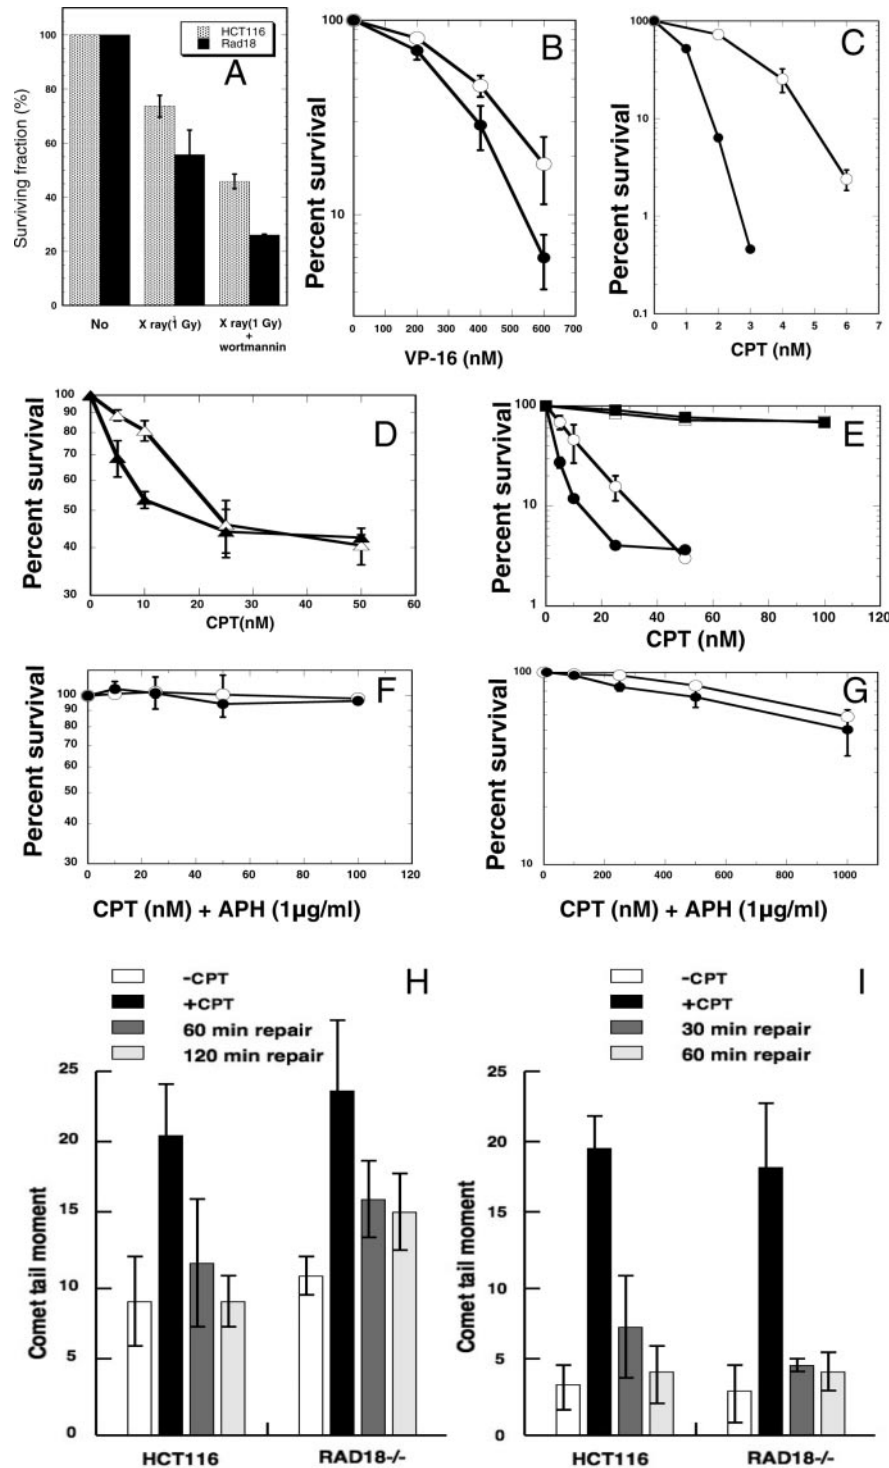 HCT116
Rad18
A
Surviving fraction (%)
100
80
60
40
20
0
No
X ray(1 Gy)
X ray(1 Gy)
+
wortmannin
B
Percent survival
100
10
0 100 200 300 400 500 600 700
VP-16 (nM)
C
Percent survival
100
10
1
0.1
0 1 2 3 4 5 6 7
CPT (nM)
D
Percent survival
100
90
80
70
60
50
40
30
0 10 20 30 40 50 60
CPT(nM)
E
Percent survival
100
10
1
0 20 40 60 80 100 120
CPT (nM)
F
Percent survival
100
90
80
70
60
50
40
30
0 20 40 60 80 100 120
CPT (nM) + APH (1µg/ml)
G
Percent survival
100
10
0 200 400 600 800 1000
CPT (nM) + APH (1µg/ml)
H
-CPT
+CPT
60 min repair
120 min repair
Comet tail moment
25
20
15
10
5
0
HCT116 RAD18-/-
I
-CPT
+CPT
30 min repair
60 min repair
Comet tail moment
25
20
15
10
5
0
HCT116 RAD18-/-